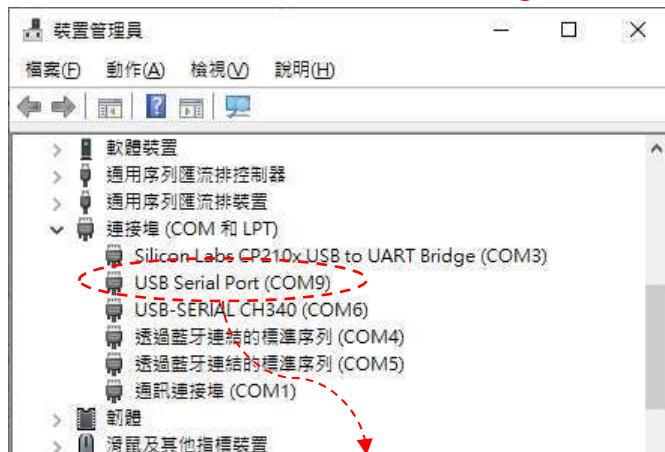 裝置管理員
檔案(F) 動作(A) 檢視(V) 說明(H)
軟體裝置
通用序列匯流排控制器
通用序列匯流排裝置
連接埠 (COM 和 LPT)
Silicon Labs CP210x USB to UART Bridge (COM3)
USB Serial Port (COM9)
USB-SERIAL CH340 (COM6)
透過藍牙連結的標準序列 (COM4)
透過藍牙連結的標準序列 (COM5)
通訊連接埠 (COM1)
韌體
滑鼠及其他指標裝置